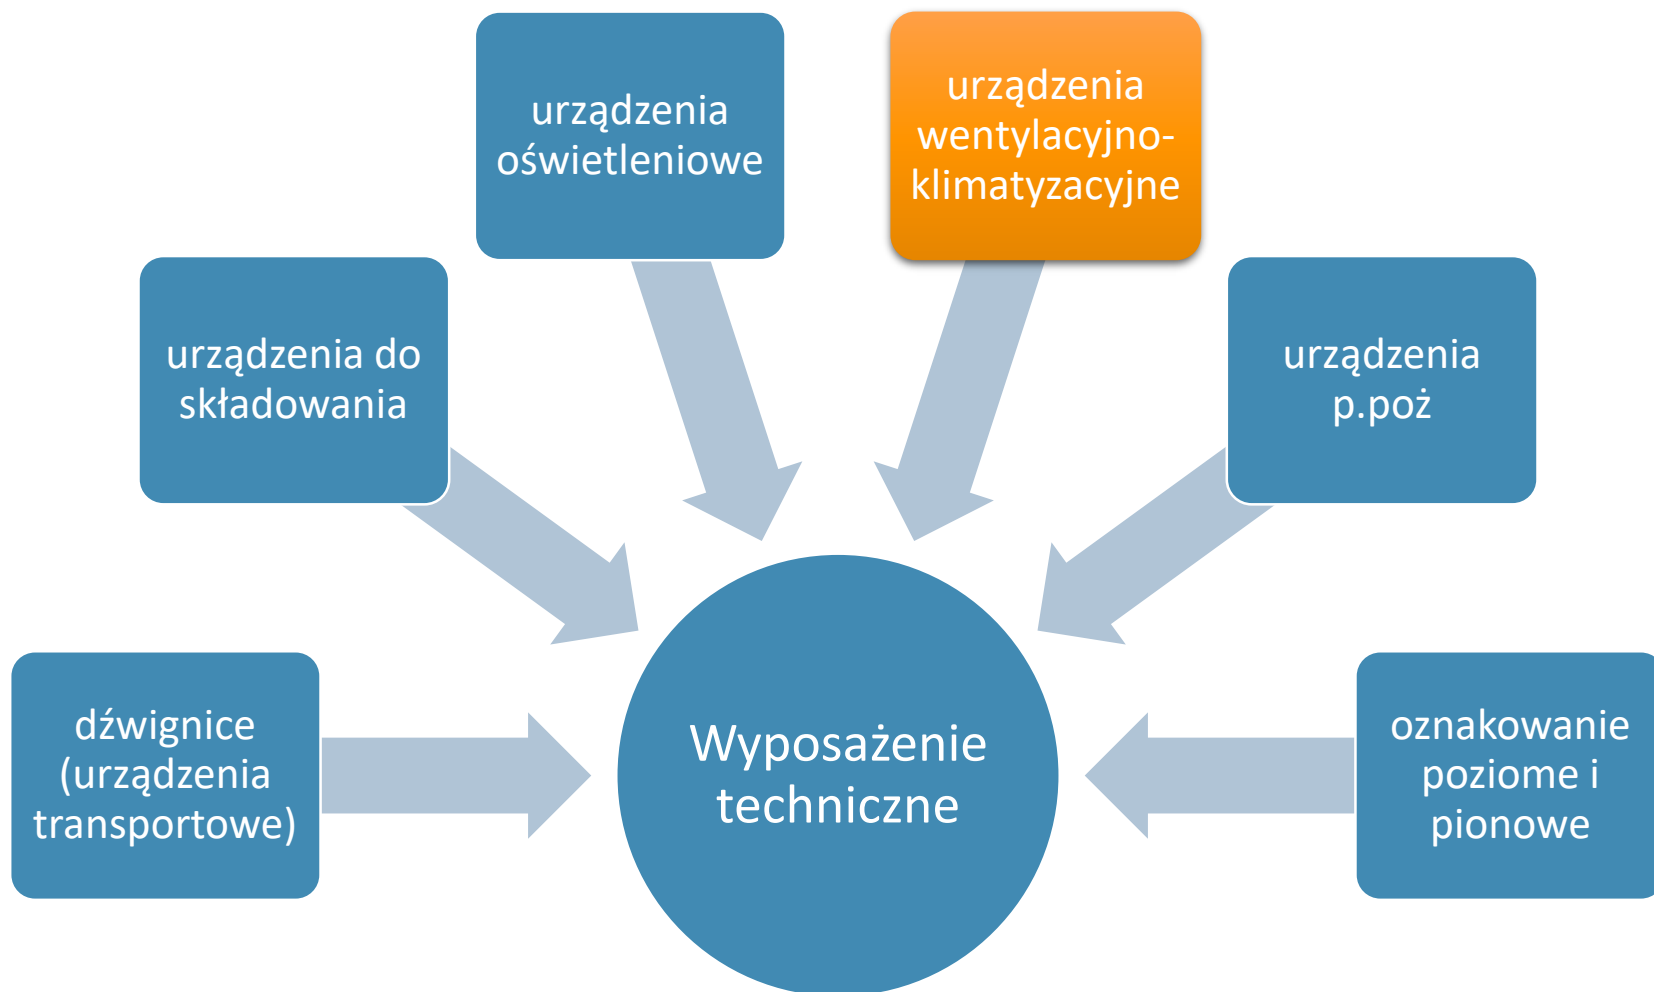 urządzenia
oświetleniowe
urządzenia
wentylacyjno-
klimatyzacyjne
urządzenia do
składowania
urządzenia
p.poż
dźwignice
(urządzenia
transportowe)
Wyposażenie
techniczne
oznakowanie
poziome i
pionowe